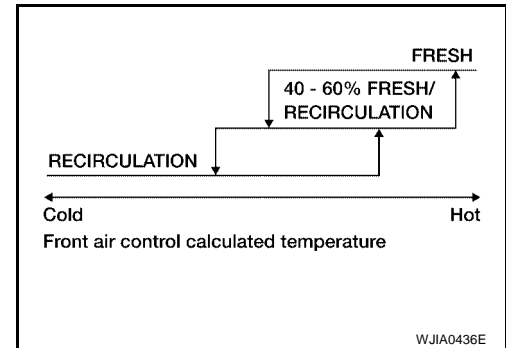 FRESH
40 - 60% FRESH/
RECIRCULATION
RECIRCULATION
Cold Hot
Front air control calculated temperature
WJIA0436E